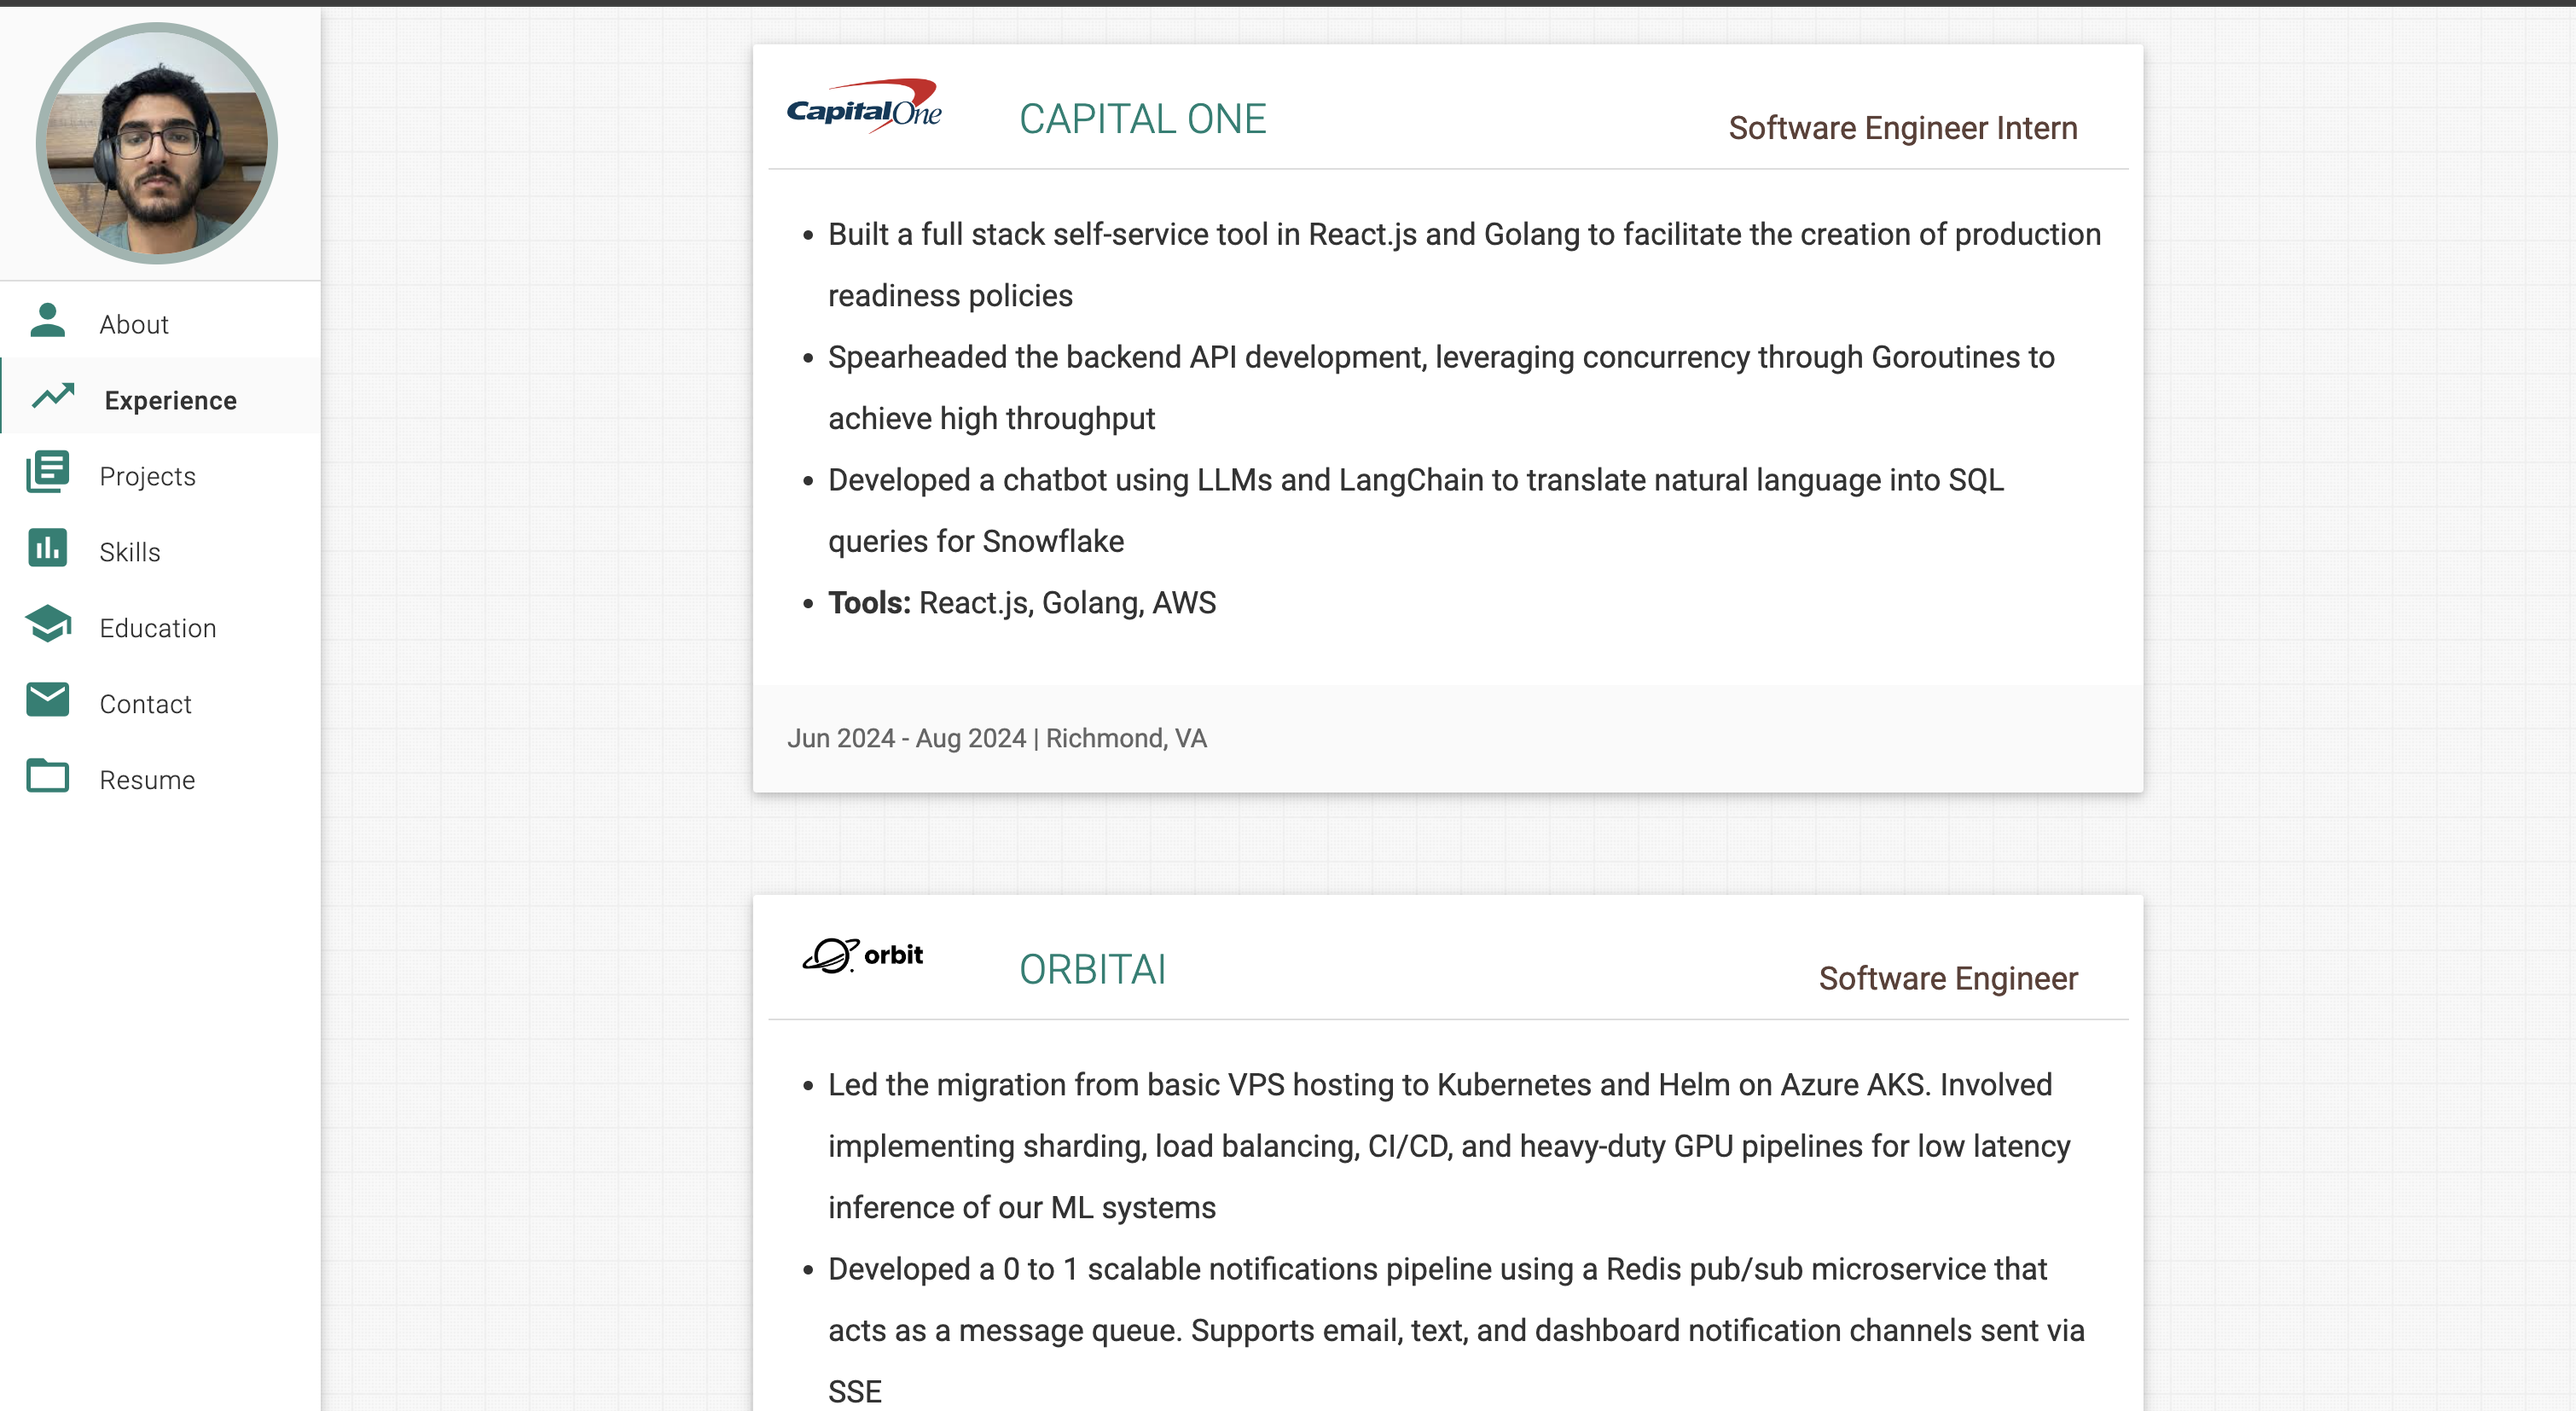 About
Experience
Projects
Skills
Education
Contact
Resume
CapitalOne
CAPITAL ONE
Software Engineer Intern
• Built a full stack self-service tool in React.js and Golang to facilitate the creation of production
readiness policies
• Spearheaded the backend API development, leveraging concurrency through Goroutines to
achieve high throughput
• Developed a chatbot using LLMs and LangChain to translate natural language into SQL
queries for Snowflake
• Tools: React.js, Golang, AWS
Jun 2024 - Aug 2024 | Richmond, VA
orbit
ORBITAI
Software Engineer
• Led the migration from basic VPS hosting to Kubernetes and Helm on Azure AKS. Involved
implementing sharding, load balancing, CI/CD, and heavy-duty GPU pipelines for low latency
inference of our ML systems
• Developed a 0 to 1 scalable notifications pipeline using a Redis pub/sub microservice that
acts as a message queue. Supports email, text, and dashboard notification channels sent via
SSE